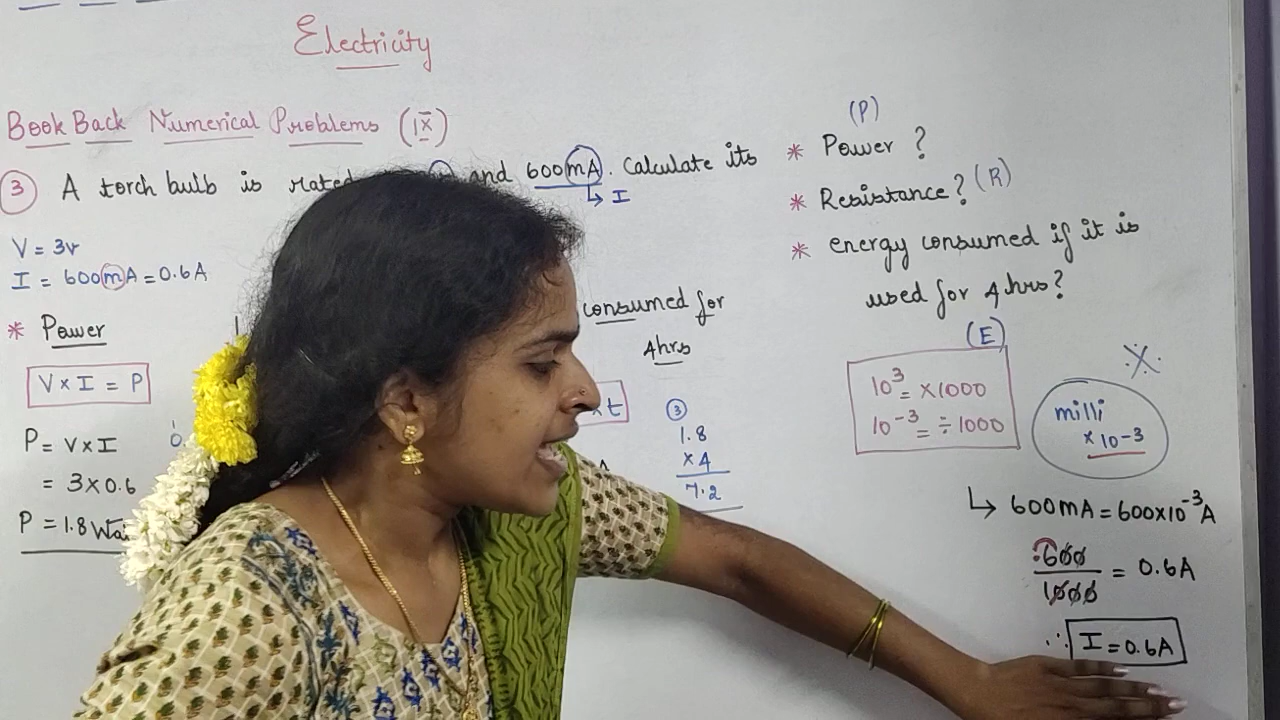 Electricity
Book Back Numerical Problems (IX)
③ A torch bulb is rated and 600mA. Calculate its
↳ I
(P)
* Power ?
* Resistance? (R)
* energy consumed if it is
used for 4 hrs?
(E)
V = 3v
I = 600mA = 0.6A
* Power
V × I = P
P = V × I
= 3 × 0.6
P = 1.8
consumed for
4hrs
t
③
1.8
×4
7.2
10³ = ×1000
10⁻³ = ÷1000
milli
×10⁻³
↳ 600mA = 600×10⁻³A
600
1000 = 0.6A
∴ I = 0.6A